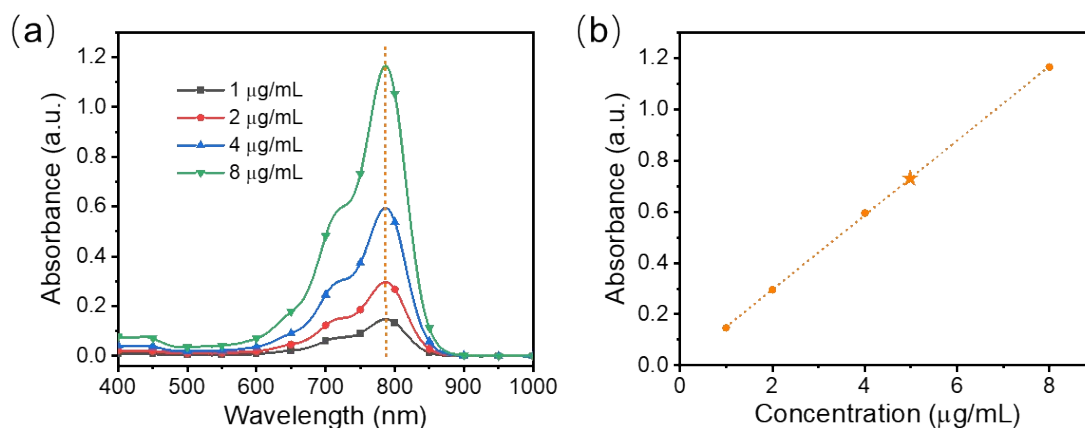 (a)
Absorbance (a.u.)
1.2
1.0
0.8
0.6
0.4
0.2
0.0
1 μg/mL
2 μg/mL
4 μg/mL
8 μg/mL
400 500 600 700 800 900 1000
Wavelength (nm)
(b)
Absorbance (a.u.)
1.2
1.0
0.8
0.6
0.4
0.2
0.0
0 2 4 6 8
Concentration (μg/mL)